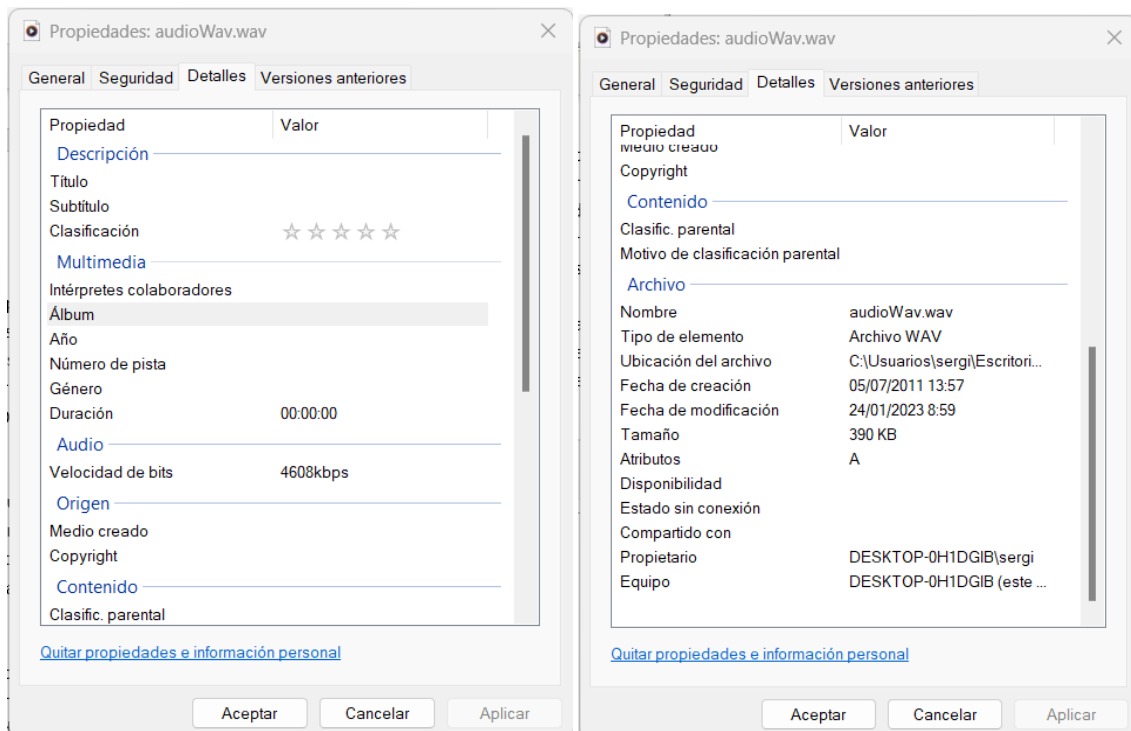 Propiedades: audioWav.wav
General Seguridad Detalles Versiones anteriores
Propiedad Valor
Descripción
Título
Subtítulo
Clasificación
Multimedia
Intérpretes colaboradores
Álbum
Año
Número de pista
Género
Duración 00:00:00
Audio
Velocidad de bits 4608kbps
Origen
Medio creado
Copyright
Contenido
Clasific. parental
Quitar propiedades e información personal
Aceptar Cancelar Aplicar
Propiedades: audioWav.wav
General Seguridad Detalles Versiones anteriores
Propiedad Valor
Medio creado
Copyright
Contenido
Clasific. parental
Motivo de clasificación parental
Archivo
Nombre audioWav.wav
Tipo de elemento Archivo WAV
Ubicación del archivo C:\Usuarios\sergi\Escritori...
Fecha de creación 05/07/2011 13:57
Fecha de modificación 24/01/2023 8:59
Tamaño 390 KB
Atributos A
Disponibilidad
Estado sin conexión
Compartido con
Propietario DESKTOP-0H1DGIB\sergi
Equipo DESKTOP-0H1DGIB (este ...
Quitar propiedades e información personal
Aceptar Cancelar Aplicar